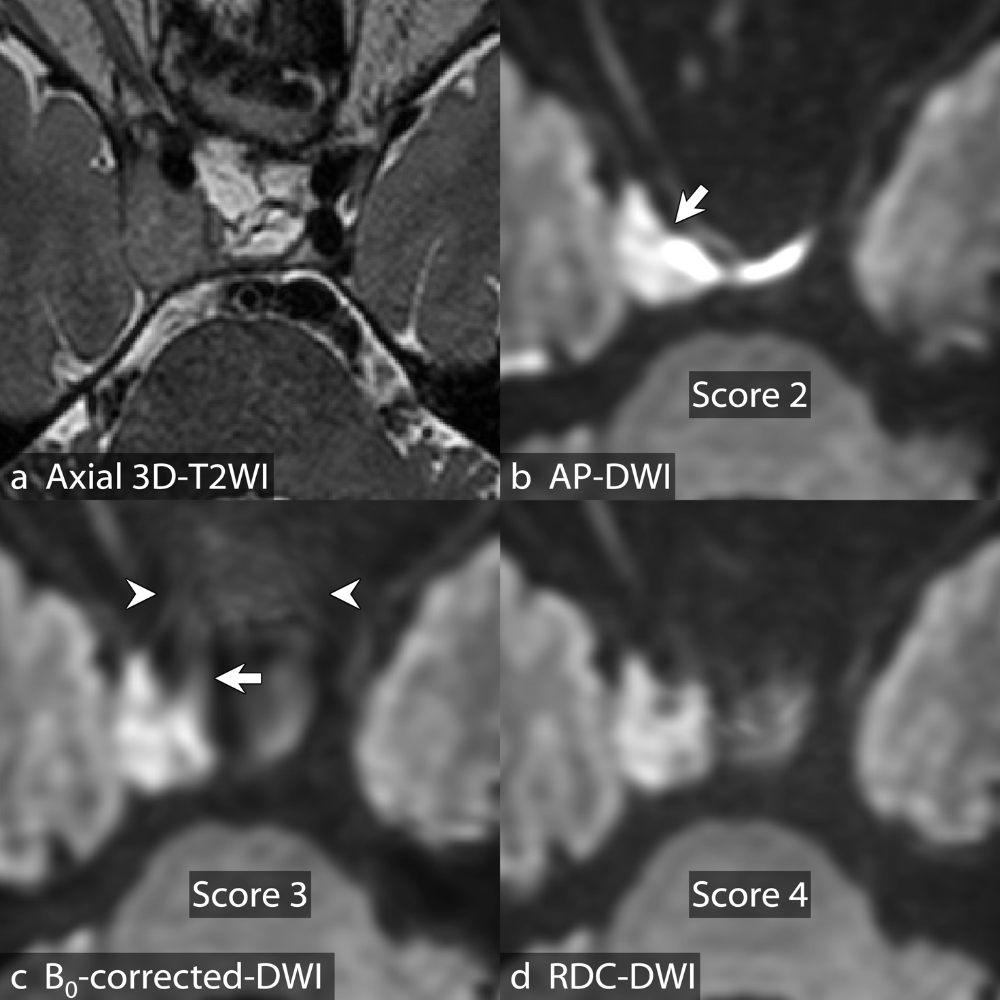 Score 2
a Axial 3D-T2WI
b AP-DWI
Score 3
Score 4
c B₀-corrected-DWI
d RDC-DWI